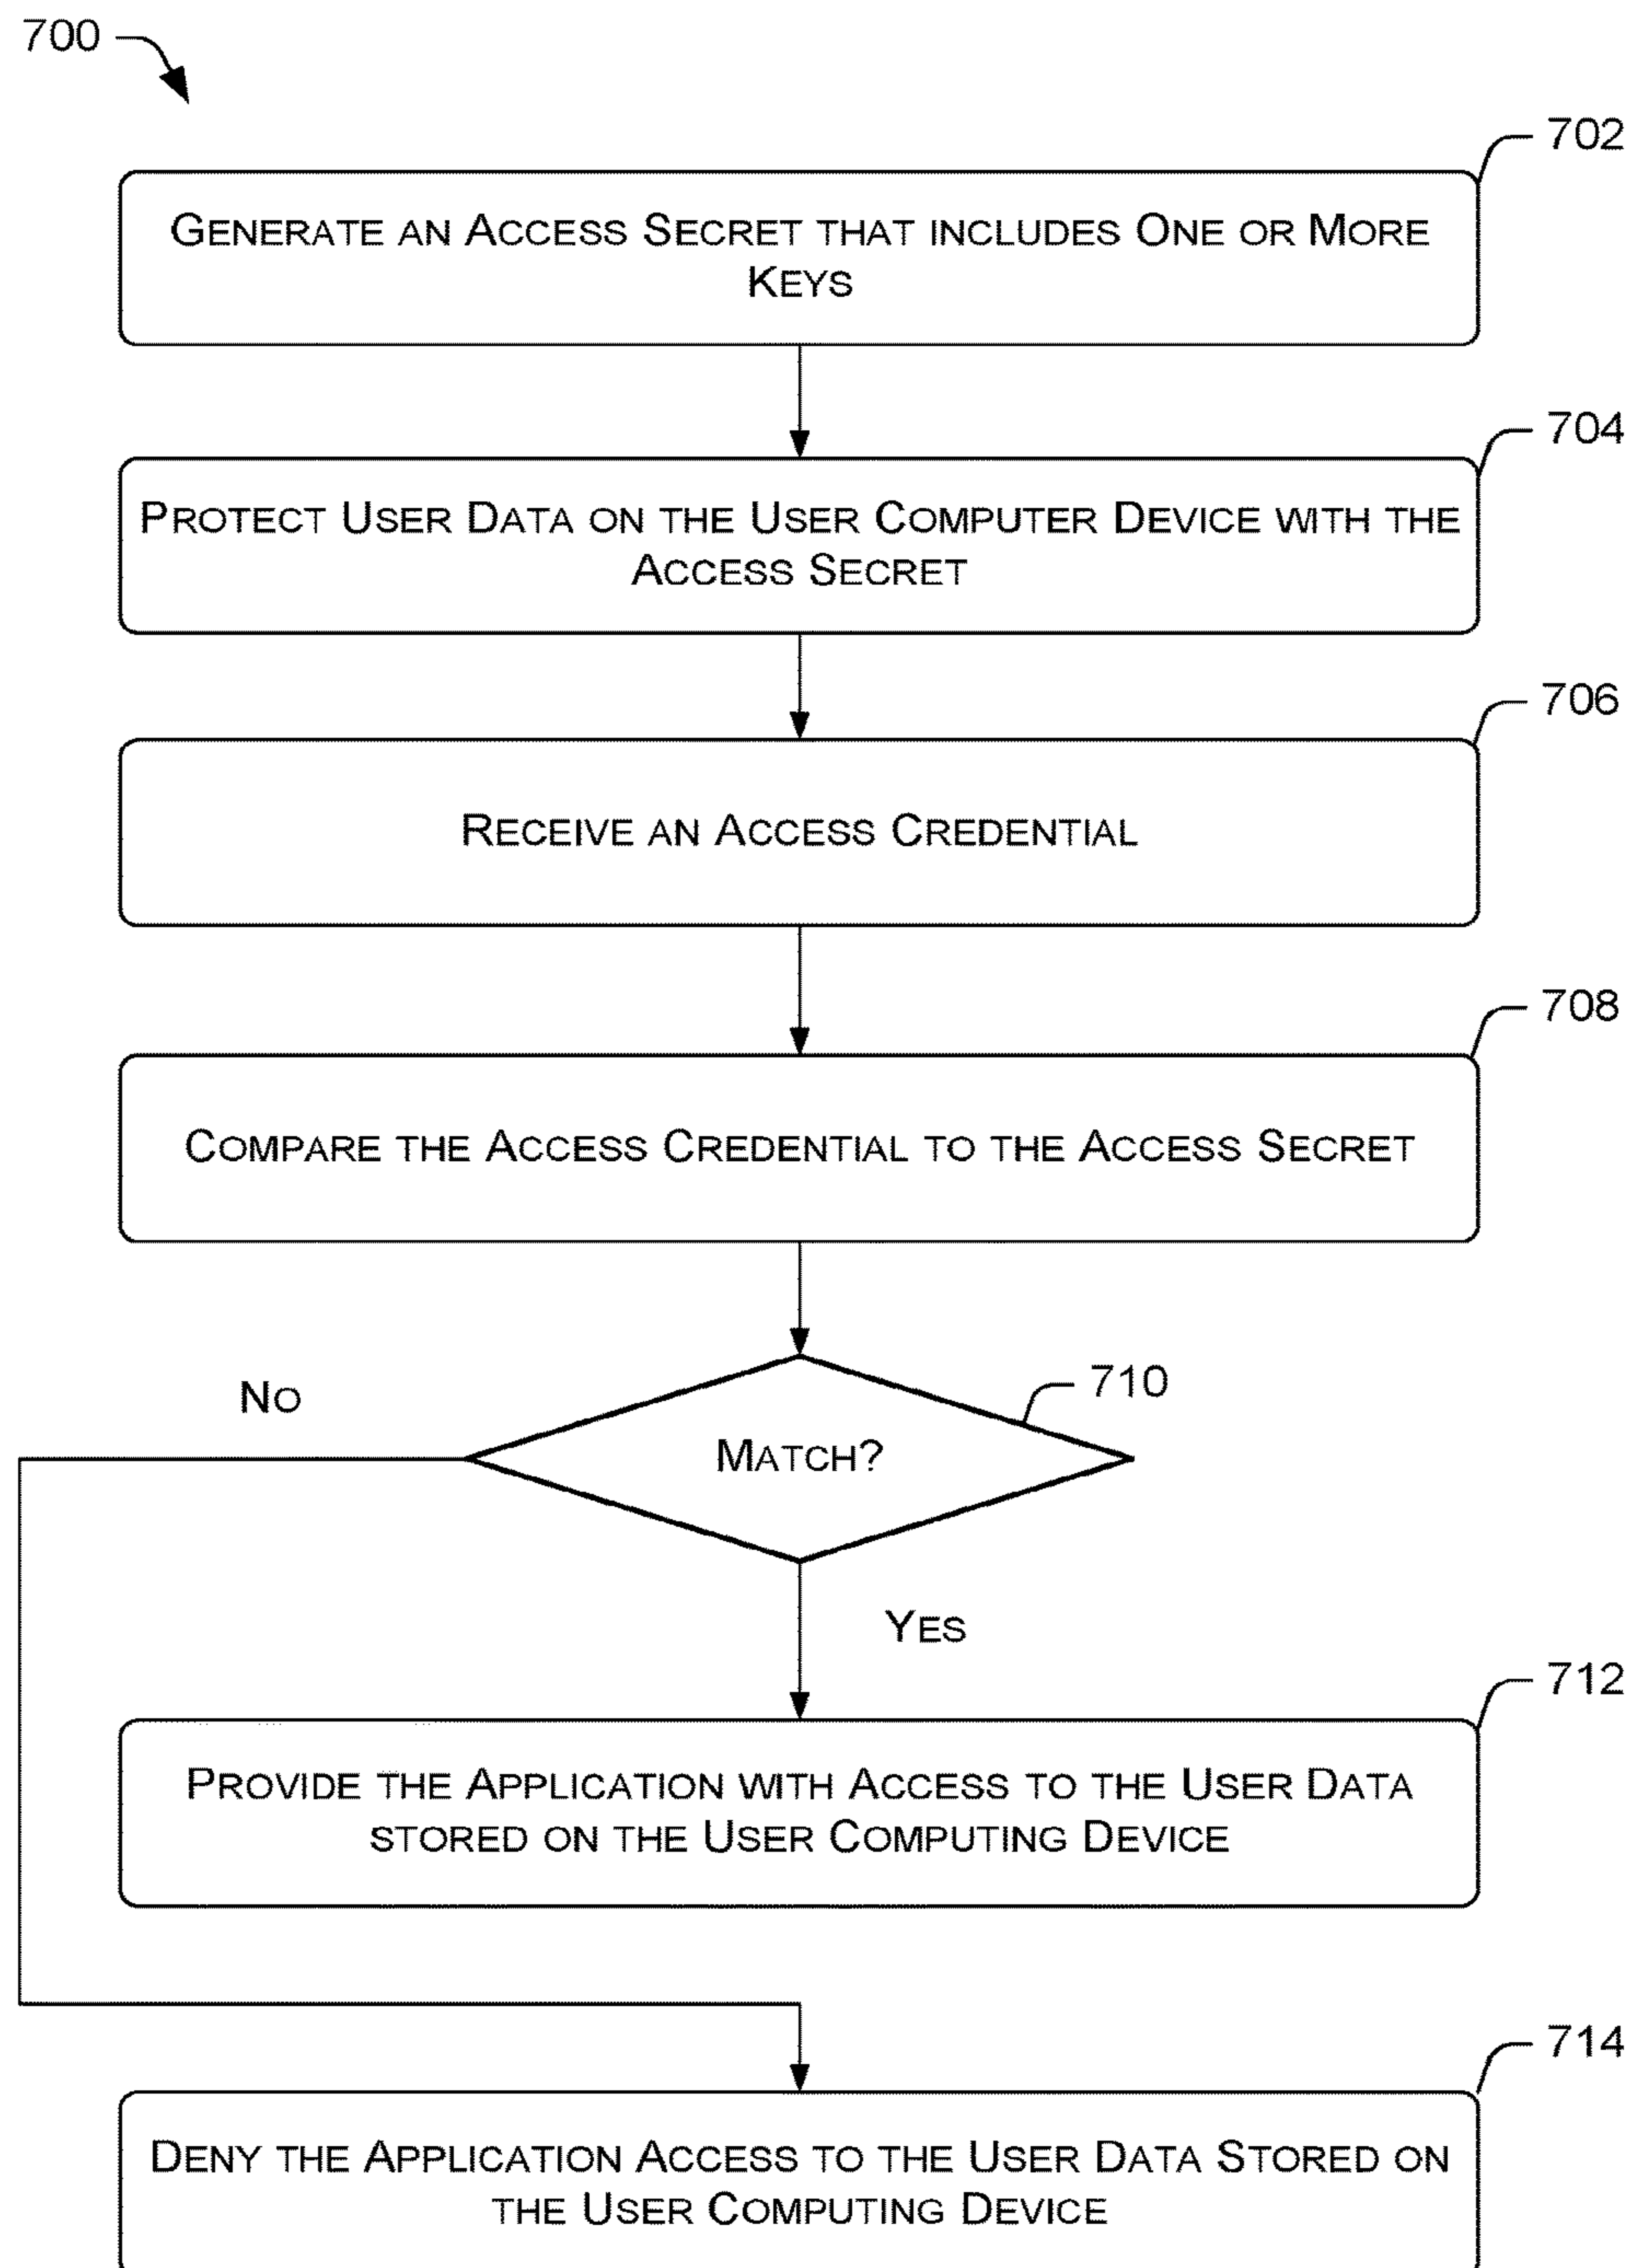 700
702
GENERATE AN ACCESS SECRET THAT INCLUDES ONE OR MORE
KEYS
704
PROTECT USER DATA ON THE USER COMPUTER DEVICE WITH THE
ACCESS SECRET
706
RECEIVE AN ACCESS CREDENTIAL
708
COMPARE THE ACCESS CREDENTIAL TO THE ACCESS SECRET
710
NO
MATCH?
YES
712
PROVIDE THE APPLICATION WITH ACCESS TO THE USER DATA
STORED ON THE USER COMPUTING DEVICE
714
DENY THE APPLICATION ACCESS TO THE USER DATA STORED ON
THE USER COMPUTING DEVICE